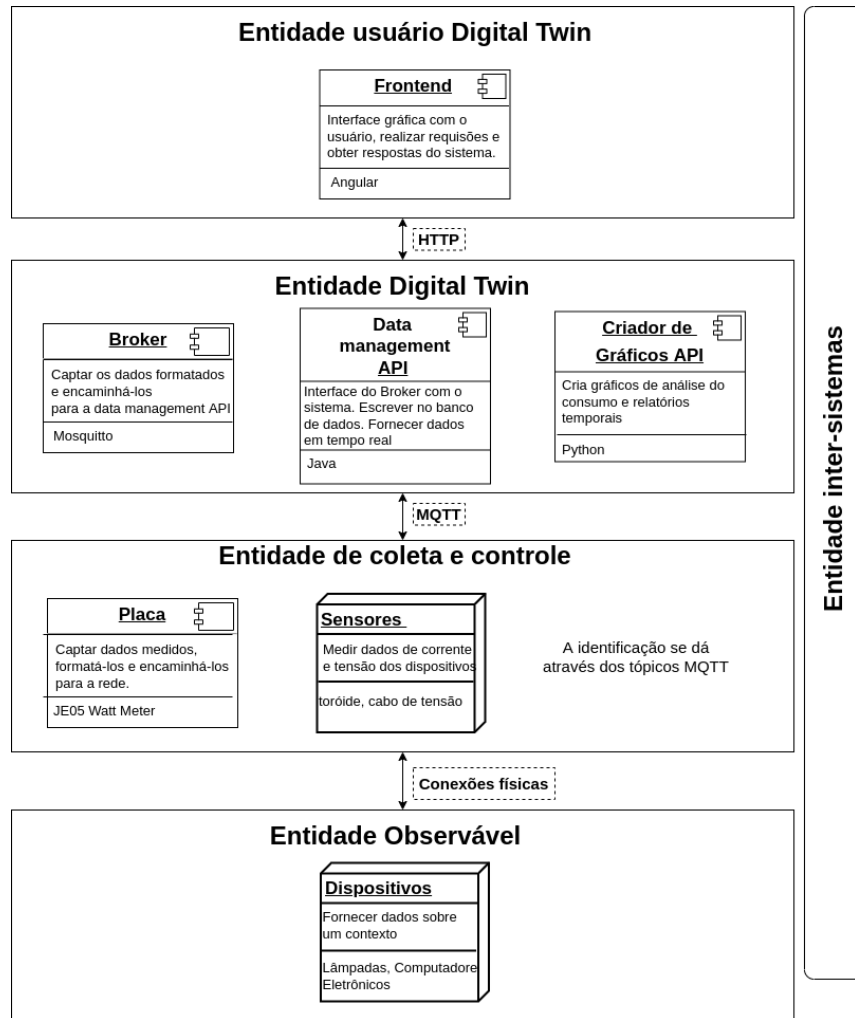 Entidade usuário Digital Twin
Frontend
Interface gráfica com o
usuário, realizar requisões e
obter respostas do sistema.
Angular
HTTP
Entidade Digital Twin
Broker
Captar os dados formatados
e encaminhá-los
para a data management API
Mosquitto
Data
management
API
Interface do Broker com o
sistema. Escrever no banco
de dados. Fornecer dados
em tempo real
Java
Criador de
Gráficos API
Cria gráficos de análise do
consumo e relatórios
temporais
Python
MQTT
Entidade de coleta e controle
Placa
Captar dados medidos,
formatá-los e encaminhá-los
para a rede.
JE05 Watt Meter
Sensores
Medir dados de corrente
e tensão dos dispositivos
toróide, cabo de tensão
A identificação se dá
através dos tópicos MQTT
Conexões físicas
Entidade Observável
Dispositivos
Fornecer dados sobre
um contexto
Lâmpadas, Computadore
Eletrônicos
Entidade inter-sistemas